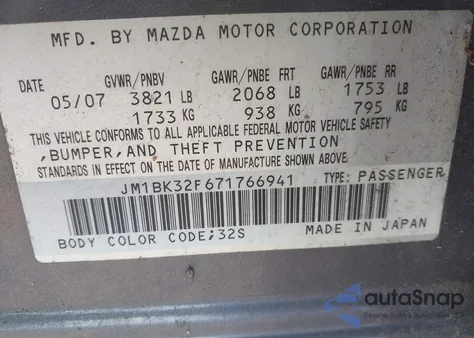 MFD. BY MAZDA MOTOR CORPORATION
DATE GVWR/PNBV GAWR/PNBE FRT GAWR/PNBE RR
05/07 3821 LB 2068 LB 1753 LB
1733 KG 938 KG 795 KG
THIS VEHICLE CONFORMS TO ALL APPLICABLE FEDERAL MOTOR VEHICLE SAFETY
,BUMPER,AND THEFT PREVENTION
STANDARDS IN EFFECT ON THE DATE OF MANUFACTURE SHOWN ABOVE.
JM1BK32F671766941 TYPE: PASSENGER
BODY COLOR CODE;32S MADE IN JAPAN
autoSnap